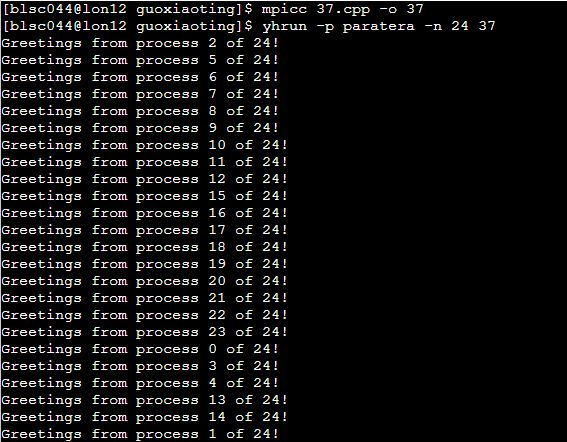 [blsc044@lon12 guoxiaoting]$ mpicc 37.cpp -o 37
[blsc044@lon12 guoxiaoting]$ yhrun -p paratera -n 24 37
Greetings from process 2 of 24!
Greetings from process 5 of 24!
Greetings from process 6 of 24!
Greetings from process 7 of 24!
Greetings from process 8 of 24!
Greetings from process 9 of 24!
Greetings from process 10 of 24!
Greetings from process 11 of 24!
Greetings from process 12 of 24!
Greetings from process 15 of 24!
Greetings from process 16 of 24!
Greetings from process 17 of 24!
Greetings from process 18 of 24!
Greetings from process 19 of 24!
Greetings from process 20 of 24!
Greetings from process 21 of 24!
Greetings from process 22 of 24!
Greetings from process 23 of 24!
Greetings from process 0 of 24!
Greetings from process 3 of 24!
Greetings from process 4 of 24!
Greetings from process 13 of 24!
Greetings from process 14 of 24!
Greetings from process 1 of 24!